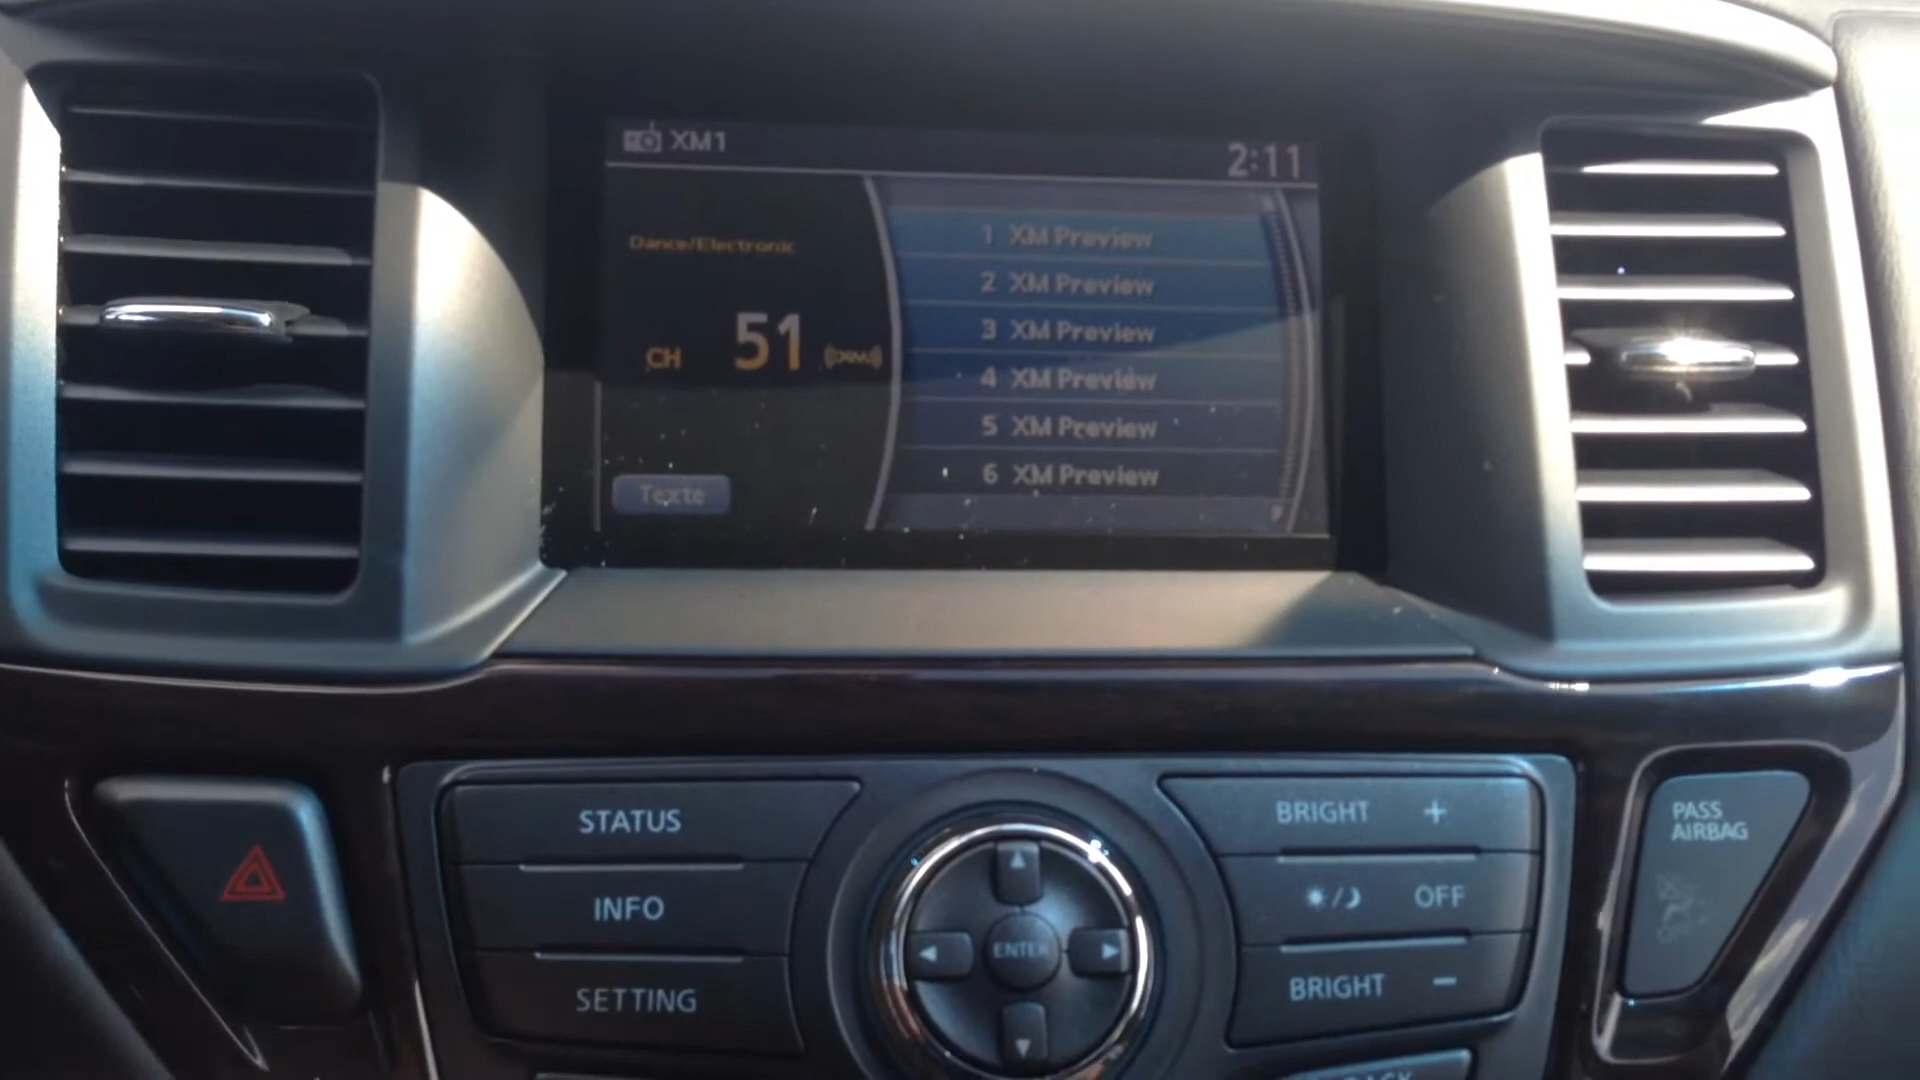 XM1
2:11
Dance/Electronic
CH 51 ((XM))
1 XM Preview
2 XM Preview
3 XM Preview
4 XM Preview
5 XM Preview
6 XM Preview
Texte
STATUS
INFO
SETTING
ENTER
BRIGHT +
OFF
BRIGHT −
PASS
AIRBAG